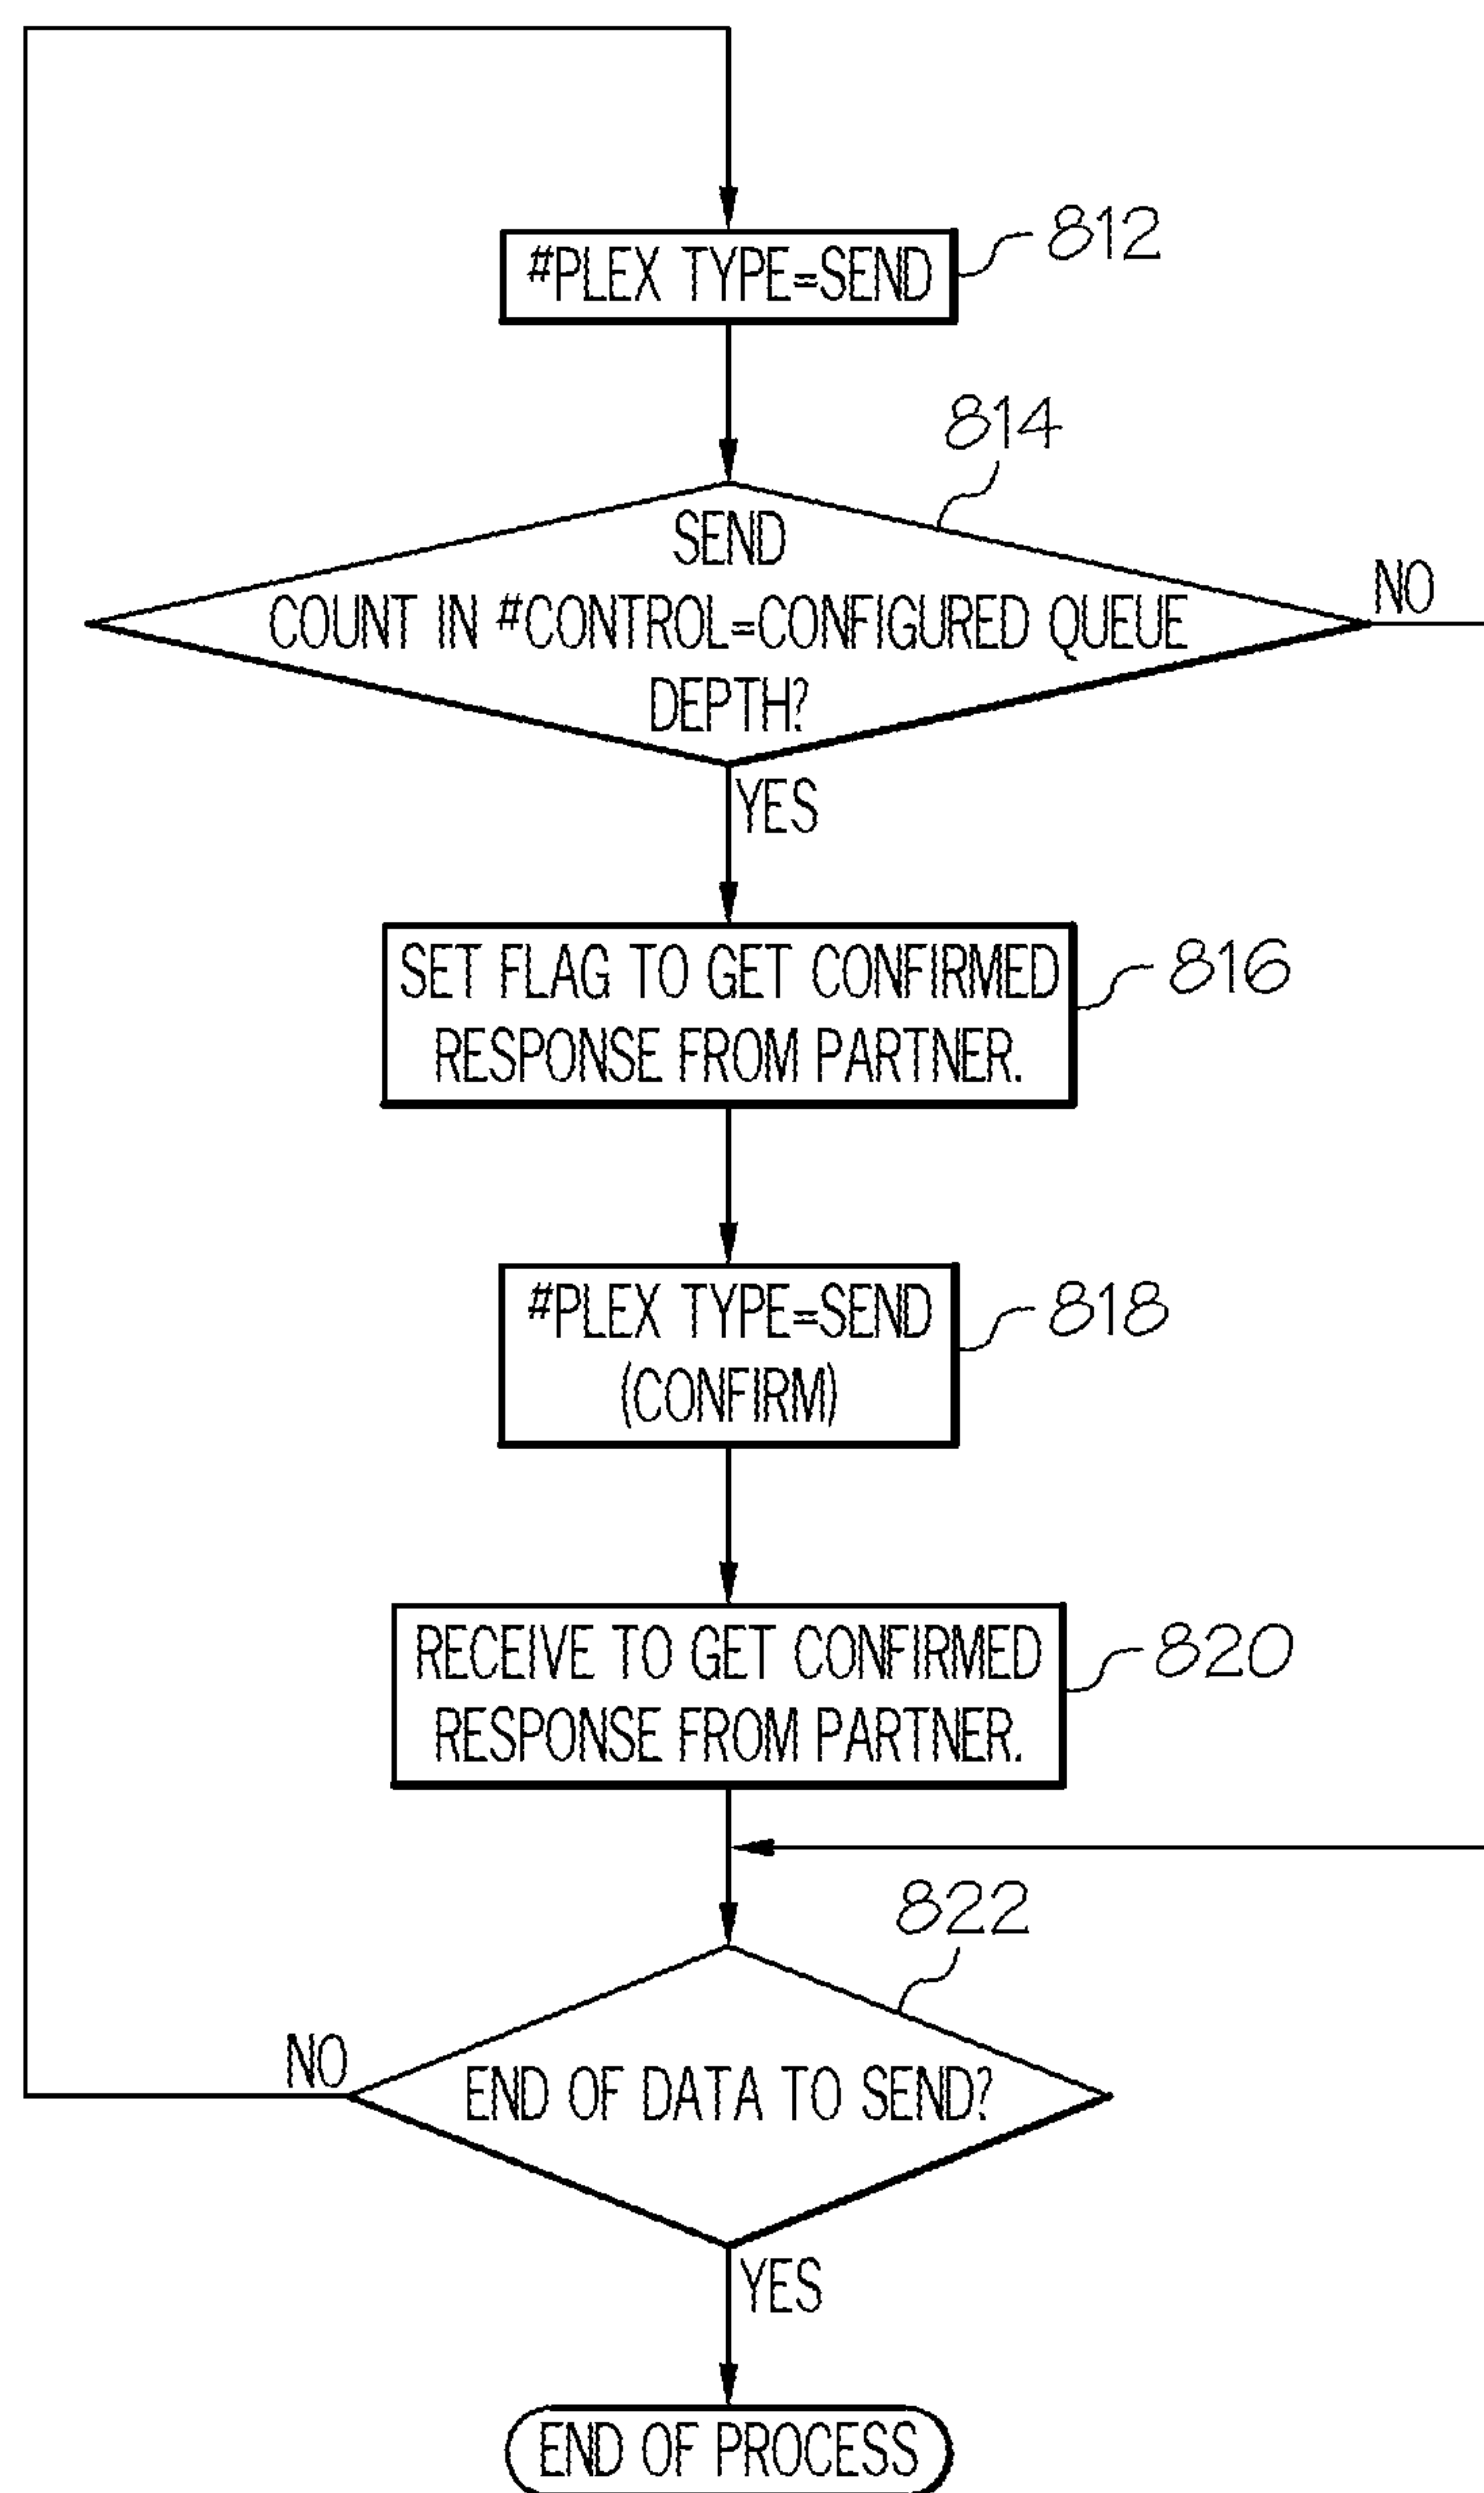 #PLEX TYPE=SEND
812
814
SEND
COUNT IN #CONTROL=CONFIGURED QUEUE
DEPTH?
NO
YES
SET FLAG TO GET CONFIRMED
RESPONSE FROM PARTNER.
816
#PLEX TYPE=SEND
(CONFIRM)
818
RECEIVE TO GET CONFIRMED
RESPONSE FROM PARTNER.
820
822
NO
END OF DATA TO SEND?
YES
END OF PROCESS